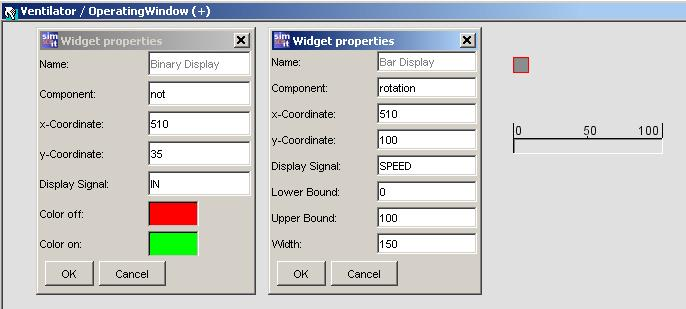 Ventilator / OperatingWindow (+)
sim it Widget properties
Name: Binary Display
Component: not
x-Coordinate: 510
y-Coordinate: 35
Display Signal: IN
Color off:
Color on:
OK Cancel
sim it Widget properties
Name: Bar Display
Component: rotation
x-Coordinate: 510
y-Coordinate: 100
Display Signal: SPEED
Lower Bound: 0
Upper Bound: 100
Width: 150
OK Cancel
0 50 100